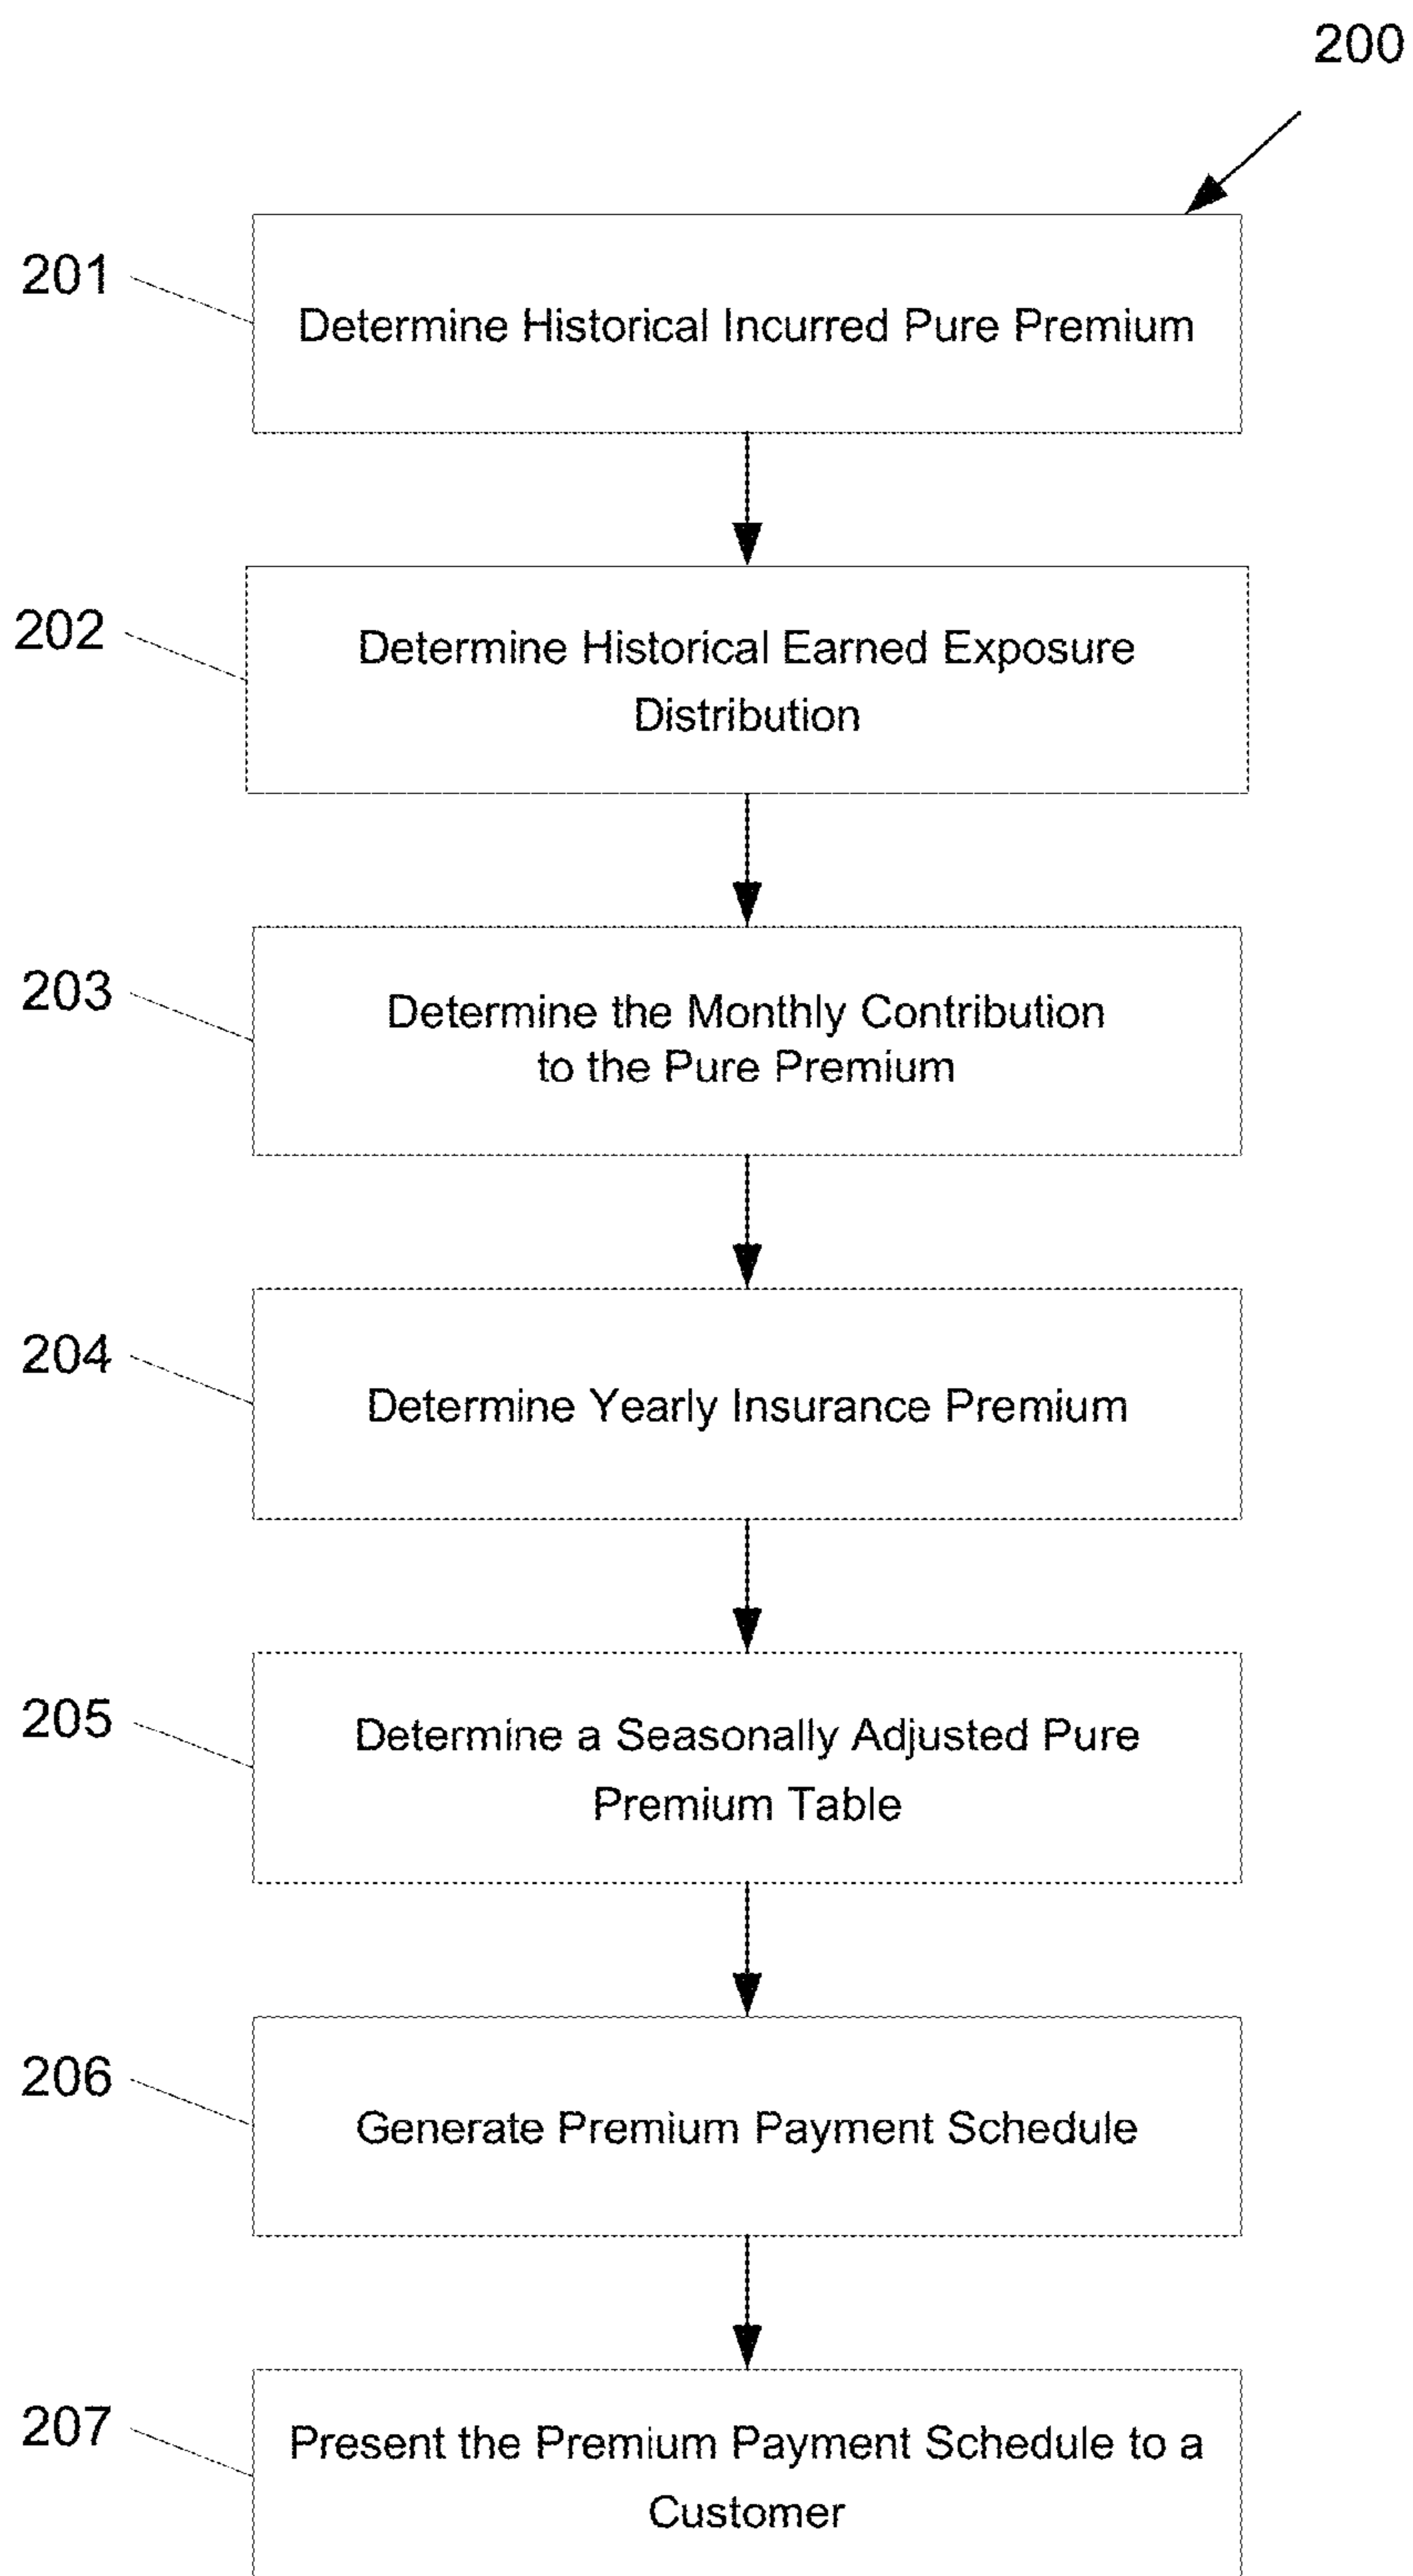 200
201
Determine Historical Incurred Pure Premium
202
Determine Historical Earned Exposure
Distribution
203
Determine the Monthly Contribution
to the Pure Premium
204
Determine Yearly Insurance Premium
205
Determine a Seasonally Adjusted Pure
Premium Table
206
Generate Premium Payment Schedule
207
Present the Premium Payment Schedule to a
Customer